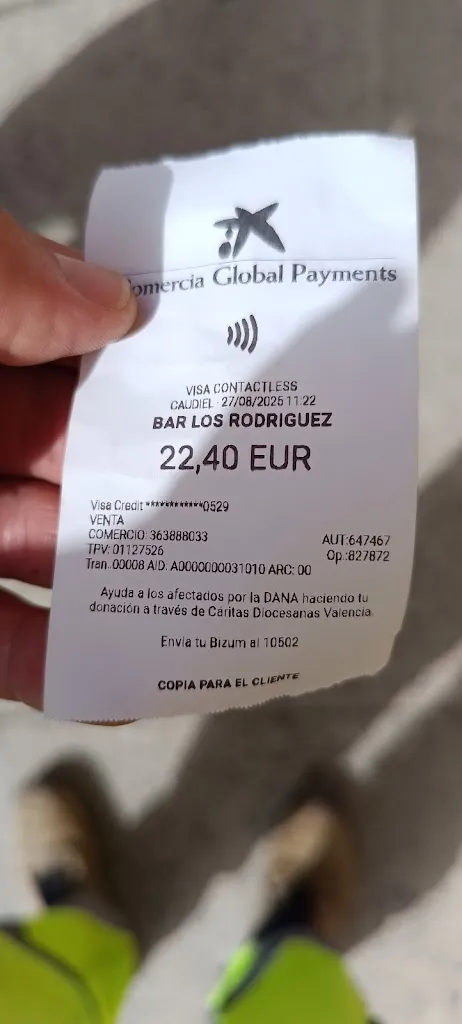 Comercia Global Payments
VISA CONTACTLESS
CAUDIEL 27/08/2025 11:22
BAR LOS RODRIGUEZ
22,40 EUR
Visa Credit ************0529
VENTA
COMERCIO: 363888033 AUT:647467
TPV: 01127526 Op.:827872
Tran.:00008 AID: A0000000031010 ARC: 00
Ayuda a los afectados por la DANA haciendo tu
donación a través de Cáritas Diocesanas Valencia.
Envía tu Bizum al 10502
COPIA PARA EL CLIENTE